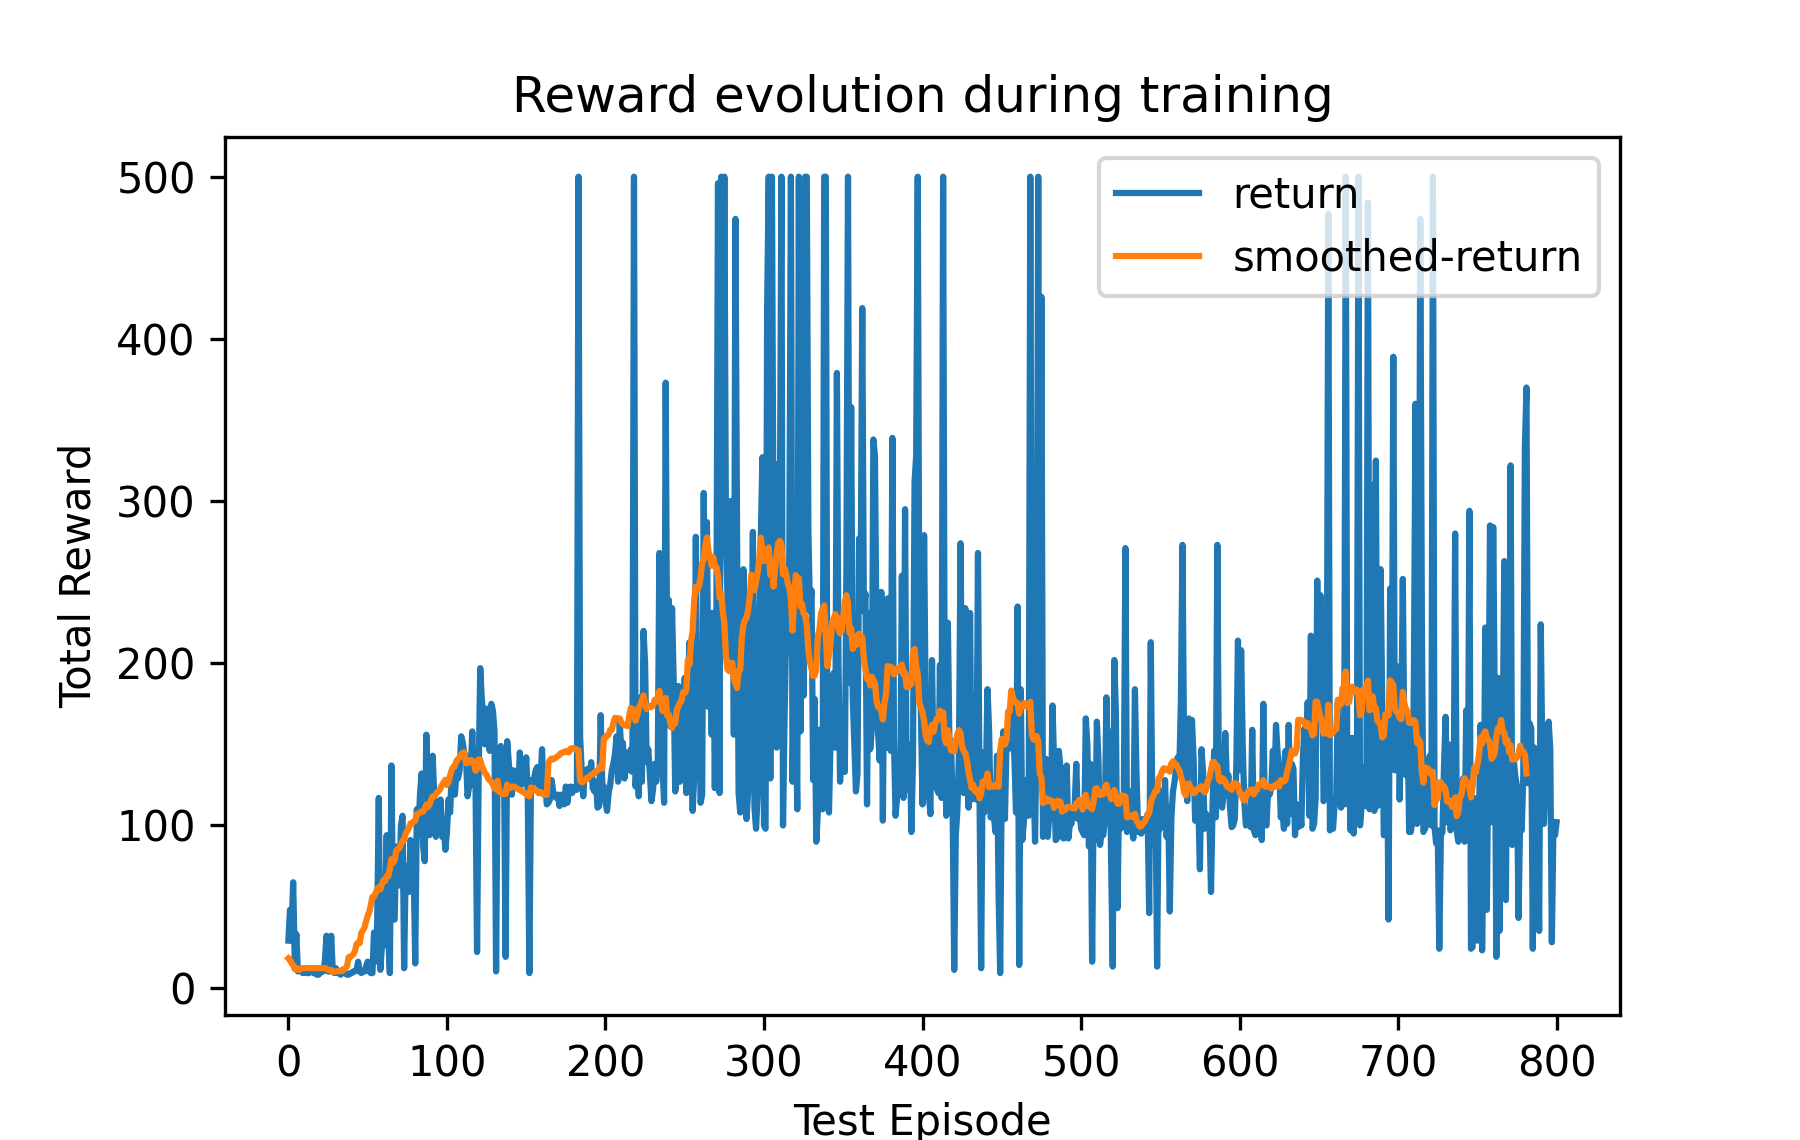 Reward evolution during training
return
smoothed-return
Total Reward
500
400
300
200
100
0
0 100 200 300 400 500 600 700 800
Test Episode